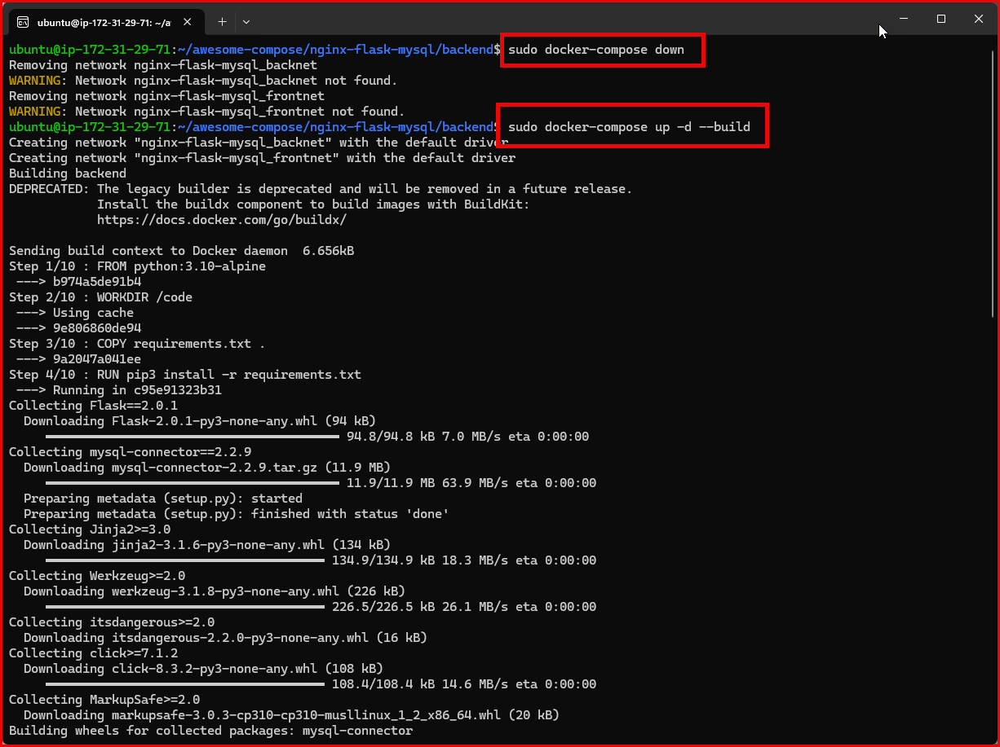 ubuntu@ip-172-31-29-71: ~/a
ubuntu@ip-172-31-29-71:~/awesome-compose/nginx-flask-mysql/backend$ sudo docker-compose down
Removing network nginx-flask-mysql_backnet
WARNING: Network nginx-flask-mysql_backnet not found.
Removing network nginx-flask-mysql_frontnet
WARNING: Network nginx-flask-mysql_frontnet not found.
ubuntu@ip-172-31-29-71:~/awesome-compose/nginx-flask-mysql/backend$ sudo docker-compose up -d --build
Creating network "nginx-flask-mysql_backnet" with the default driver
Creating network "nginx-flask-mysql_frontnet" with the default driver
Building backend
DEPRECATED: The legacy builder is deprecated and will be removed in a future release.
            Install the buildx component to build images with BuildKit:
            https://docs.docker.com/go/buildx/
Sending build context to Docker daemon  6.656kB
Step 1/10 : FROM python:3.10-alpine
 ---> b974a5de91b4
Step 2/10 : WORKDIR /code
 ---> Using cache
 ---> 9e806860de94
Step 3/10 : COPY requirements.txt .
 ---> 9a2047a041ee
Step 4/10 : RUN pip3 install -r requirements.txt
 ---> Running in c95e91323b31
Collecting Flask==2.0.1
  Downloading Flask-2.0.1-py3-none-any.whl (94 kB)
94.8/94.8 kB 7.0 MB/s eta 0:00:00
Collecting mysql-connector==2.2.9
  Downloading mysql-connector-2.2.9.tar.gz (11.9 MB)
11.9/11.9 MB 63.9 MB/s eta 0:00:00
  Preparing metadata (setup.py): started
  Preparing metadata (setup.py): finished with status 'done'
Collecting Jinja2>=3.0
  Downloading jinja2-3.1.6-py3-none-any.whl (134 kB)
134.9/134.9 kB 18.3 MB/s eta 0:00:00
Collecting Werkzeug>=2.0
  Downloading werkzeug-3.1.8-py3-none-any.whl (226 kB)
226.5/226.5 kB 26.1 MB/s eta 0:00:00
Collecting itsdangerous>=2.0
  Downloading itsdangerous-2.2.0-py3-none-any.whl (16 kB)
Collecting click>=7.1.2
  Downloading click-8.3.2-py3-none-any.whl (108 kB)
108.4/108.4 kB 14.6 MB/s eta 0:00:00
Collecting MarkupSafe>=2.0
  Downloading markupsafe-3.0.3-cp310-cp310-musllinux_1_2_x86_64.whl (20 kB)
Building wheels for collected packages: mysql-connector